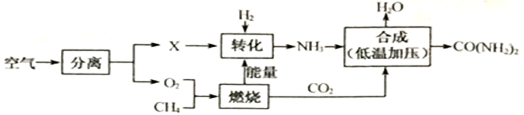 H₂
H₂O
空气
分离
X
转化
NH₃
合成
(低温加压)
CO(NH₂)₂
O₂
CH₄
能量
燃烧
CO₂